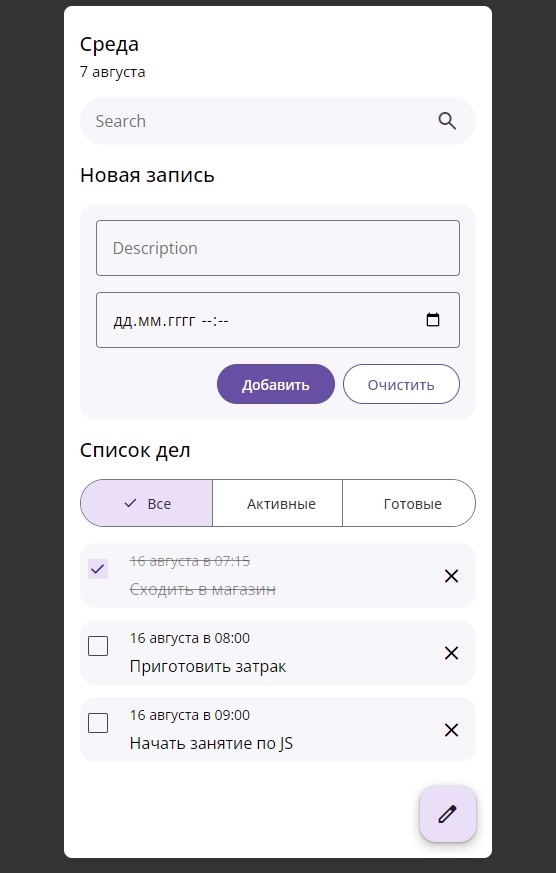 Среда
7 августа
Search
Новая запись
Description
дд.мм.гггг --:--
Добавить Очистить
Список дел
Все Активные Готовые
16 августа в 07:15
Сходить в магазин
16 августа в 08:00
Приготовить затрак
16 августа в 09:00
Начать занятие по JS